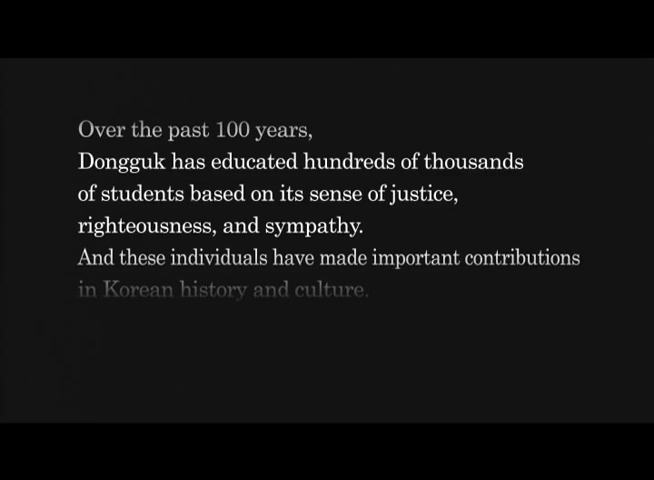 Over the past 100 years,
Dongguk has educated hundreds of thousands
of students based on its sense of justice,
righteousness, and sympathy.
And these individuals have made important contributions
in Korean history and culture.